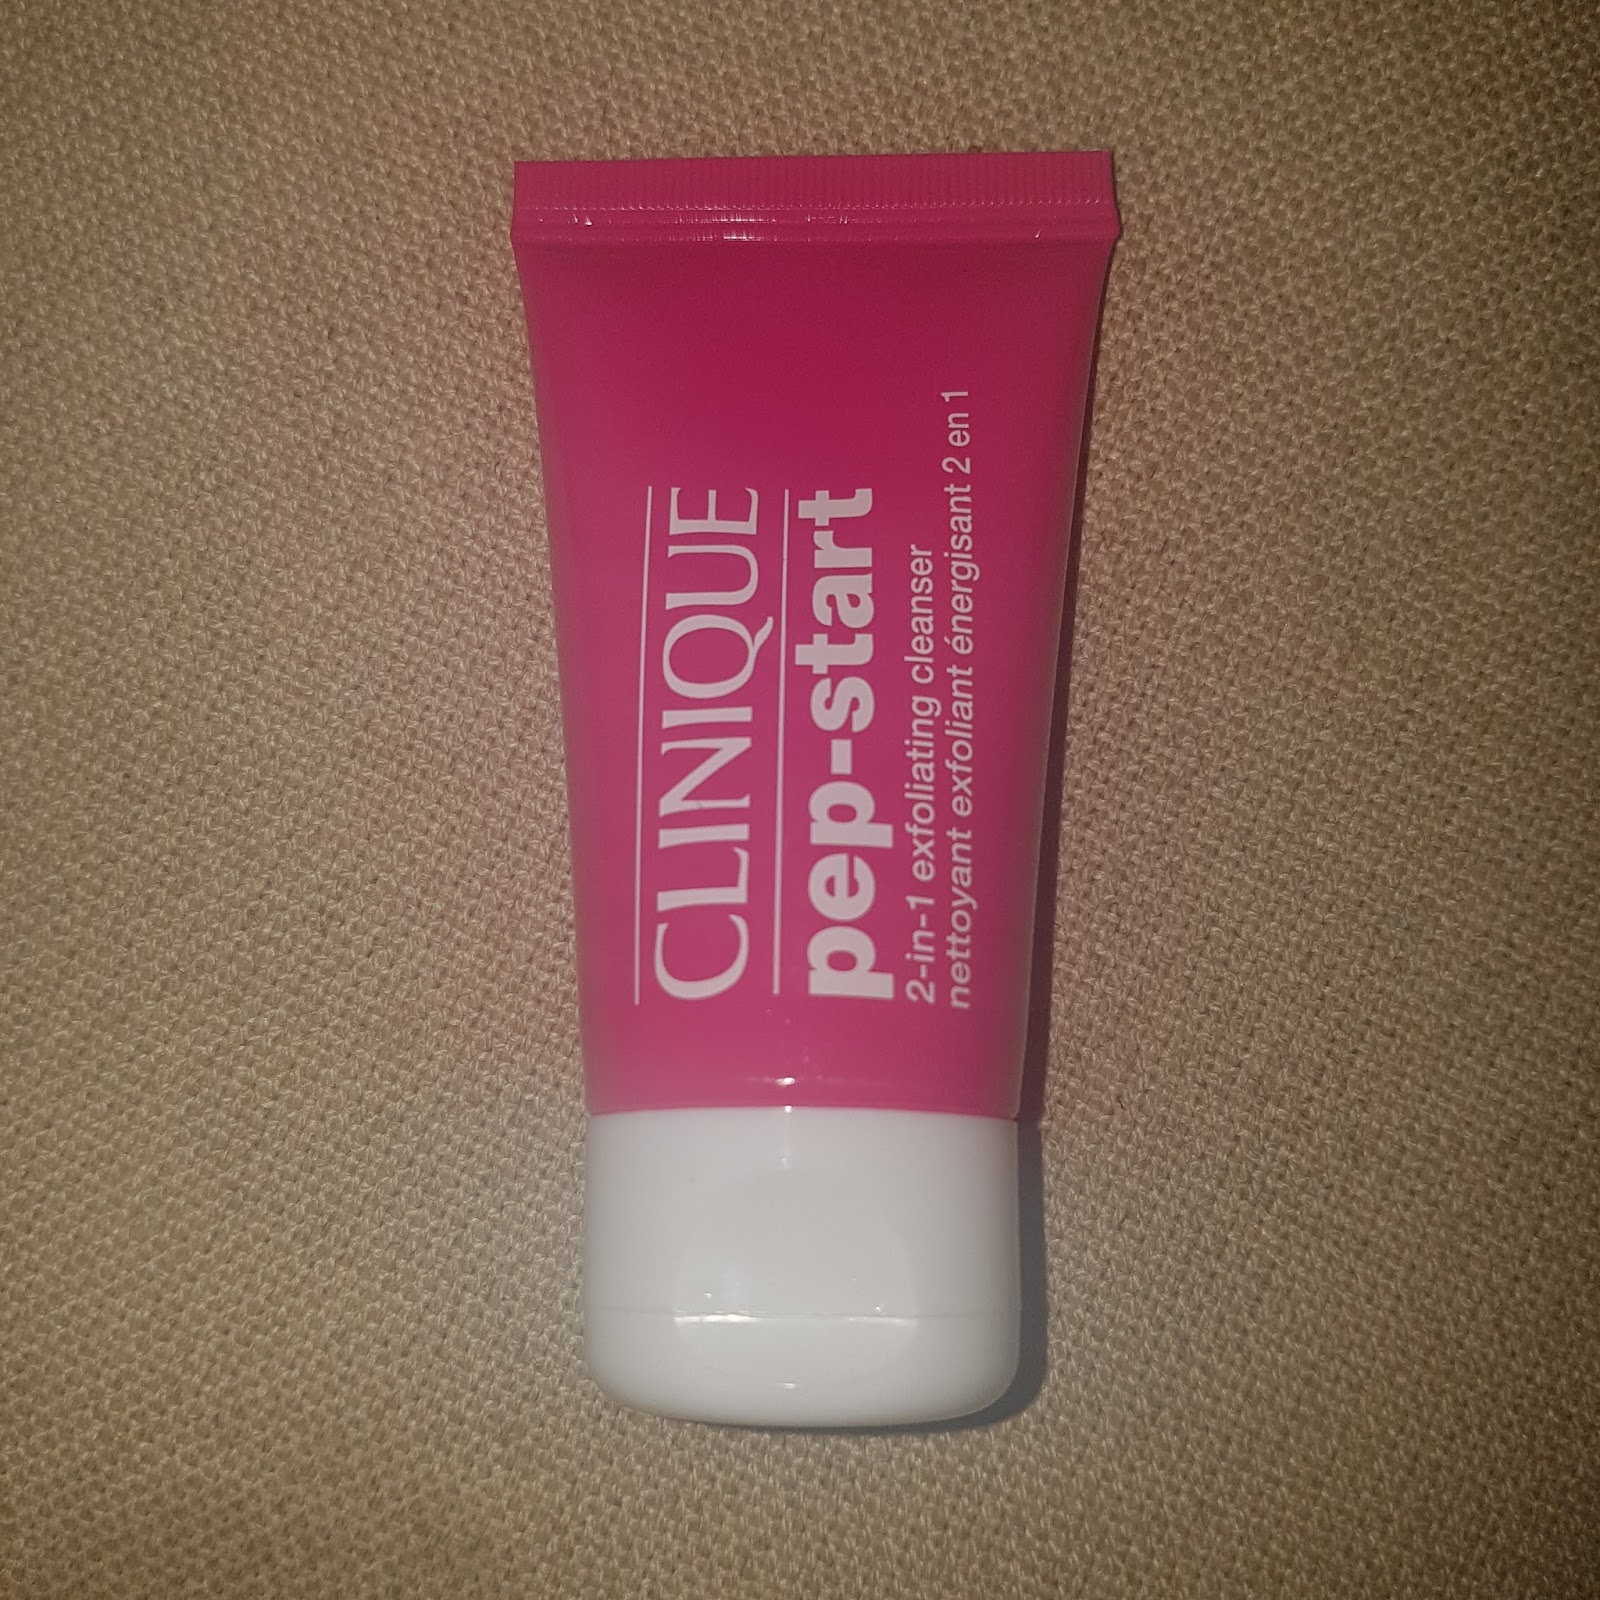 CLINIQUE
pep-start
2-in-1 exfoliating cleanser
nettoyant exfoliant énergisant 2 en 1